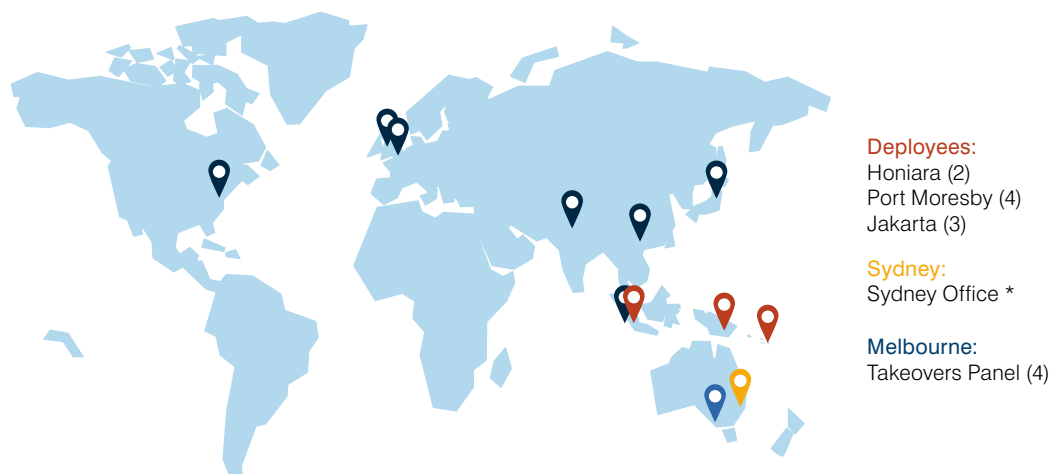 Deployees:
Honiara (2)
Port Moresby (4)
Jakarta (3)
Sydney:
Sydney Office *
Melbourne:
Takeovers Panel (4)